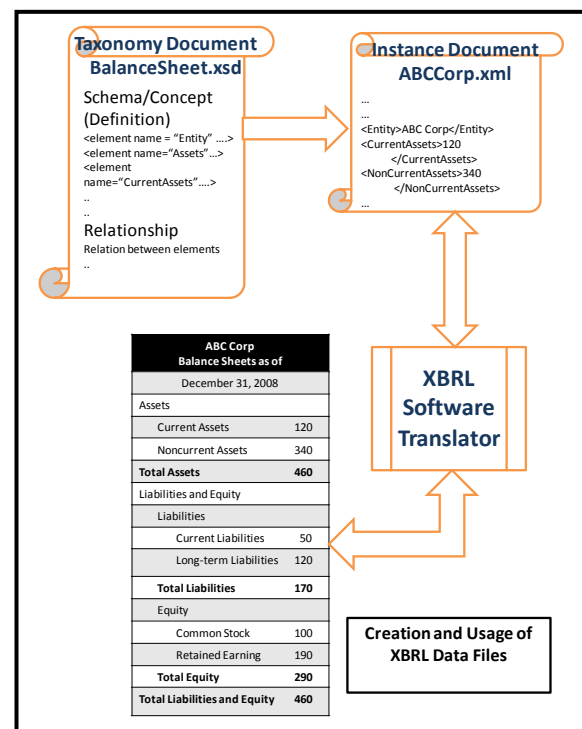 Taxonomy Document
BalanceSheet.xsd
Schema/Concept
(Definition)
<element name = “Entity” ....>
<element name=“Assets”...>
<element
name=“CurrentAssets”....>
..
..
Relationship
Relation between elements
..
Instance Document
ABCCorp.xml
...
...
<Entity>ABC Corp</Entity>
<CurrentAssets>120
</CurrentAssets>
<NonCurrentAssets>340
</NonCurrentAssets>
...
XBRL
Software
Translator
ABC Corp
Balance Sheets as of
December 31, 2008
Assets
Current Assets 120
Noncurrent Assets 340
Total Assets 460
Liabilities and Equity
Liabilities
Current Liabilities 50
Long-term Liabilities 120
Total Liabilities 170
Equity
Common Stock 100
Retained Earning 190
Total Equity 290
Total Liabilities and Equity 460
Creation and Usage of
XBRL Data Files